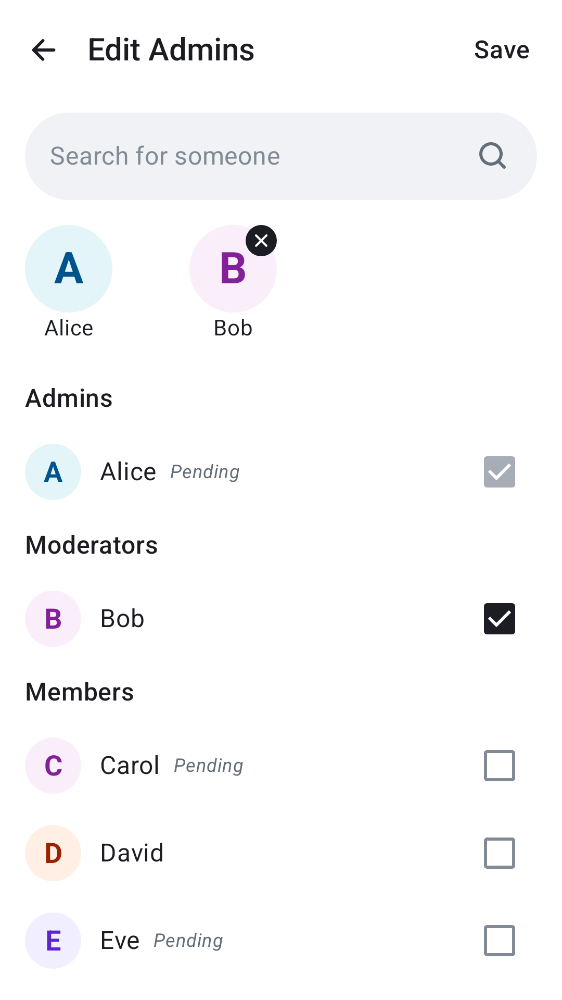 Edit Admins
Save
Search for someone
A
B
Alice
Bob
Admins
A
Alice Pending
Moderators
B
Bob
Members
C
Carol Pending
D
David
E
Eve Pending